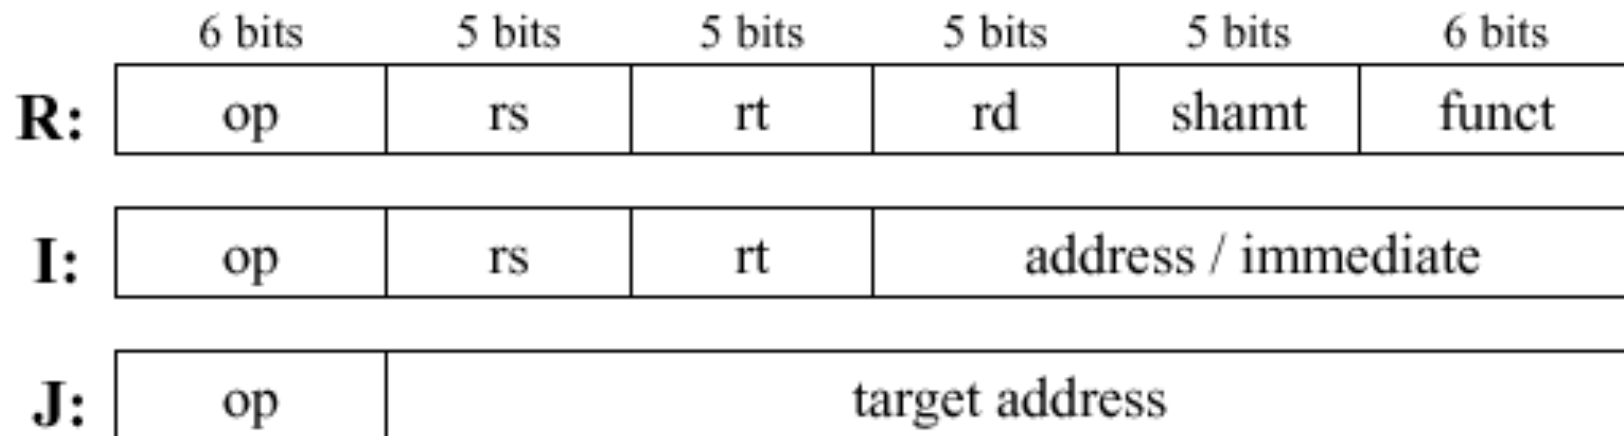 6 bits 5 bits 5 bits 5 bits 5 bits 6 bits
R: op rs rt rd shamt funct
I: op rs rt address / immediate
J: op target address